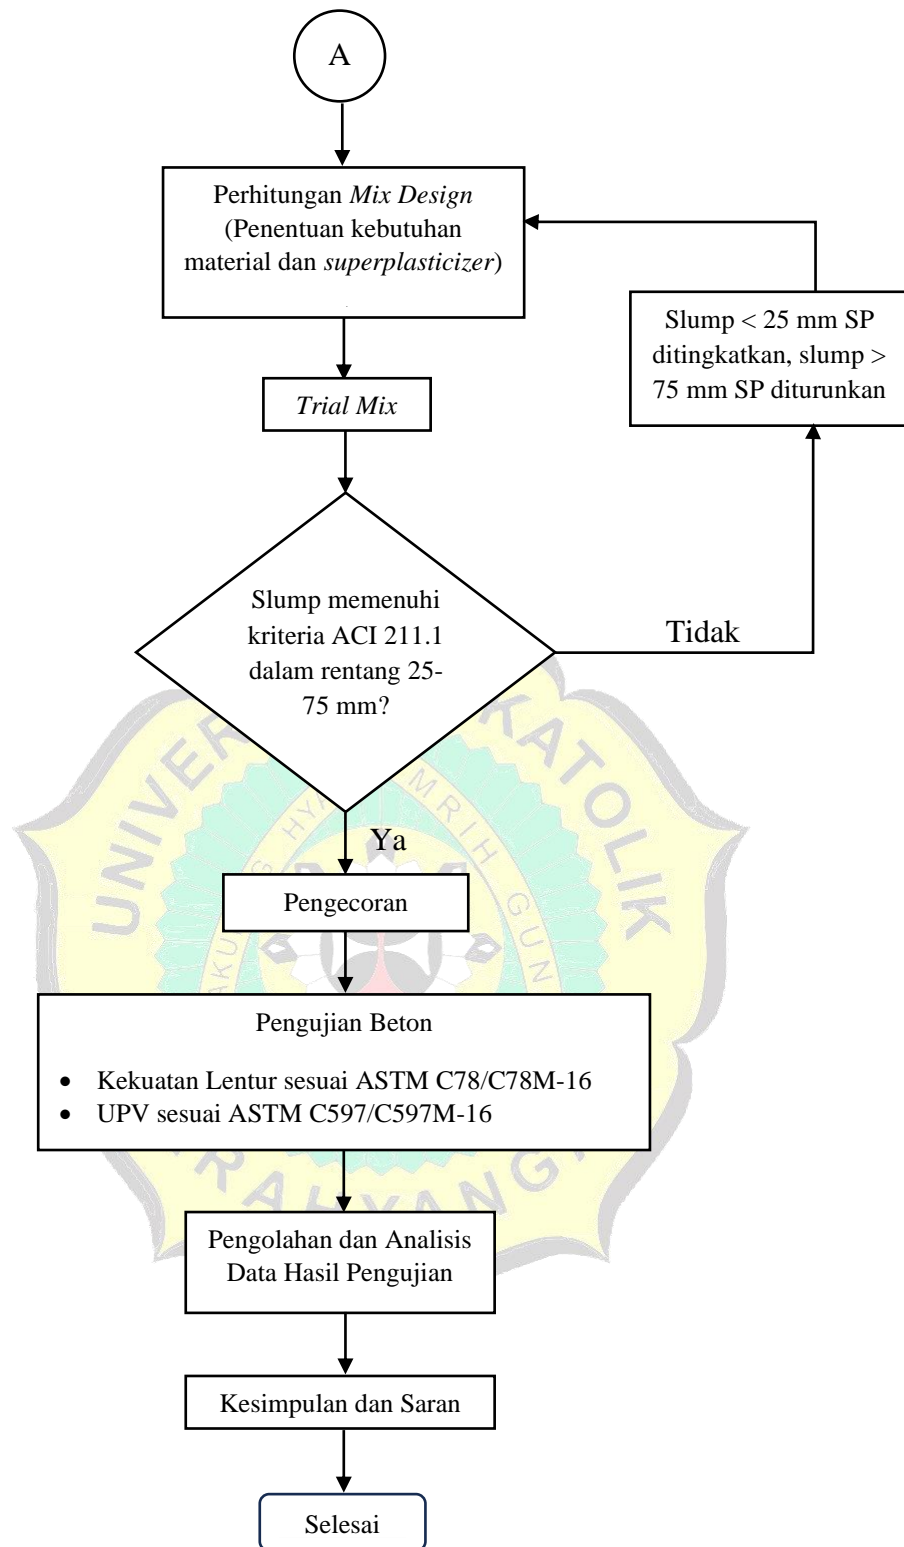 A
Perhitungan Mix Design
(Penentuan kebutuhan
material dan superplasticizer)
Slump < 25 mm SP
ditingkatkan, slump >
75 mm SP diturunkan
Trial Mix
Slump memenuhi
kriteria ACI 211.1
dalam rentang 25-
75 mm?
Tidak
Ya
Pengecoran
Pengujian Beton
• Kekuatan Lentur sesuai ASTM C78/C78M-16
• UPV sesuai ASTM C597/C597M-16
Pengolahan dan Analisis
Data Hasil Pengujian
Kesimpulan dan Saran
Selesai
KATOLIK